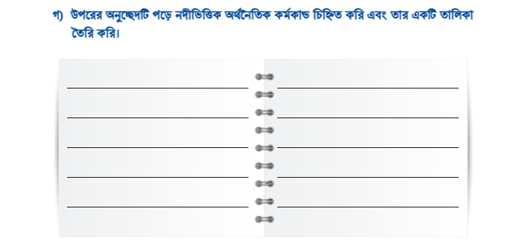 গ) উপরের অনুচ্ছেদটি পড়ে নদীভিত্তিক অর্থনৈতিক কর্মকান্ড চিহ্নিত করি এবং তার একটি তালিকা
তৈরি করি।